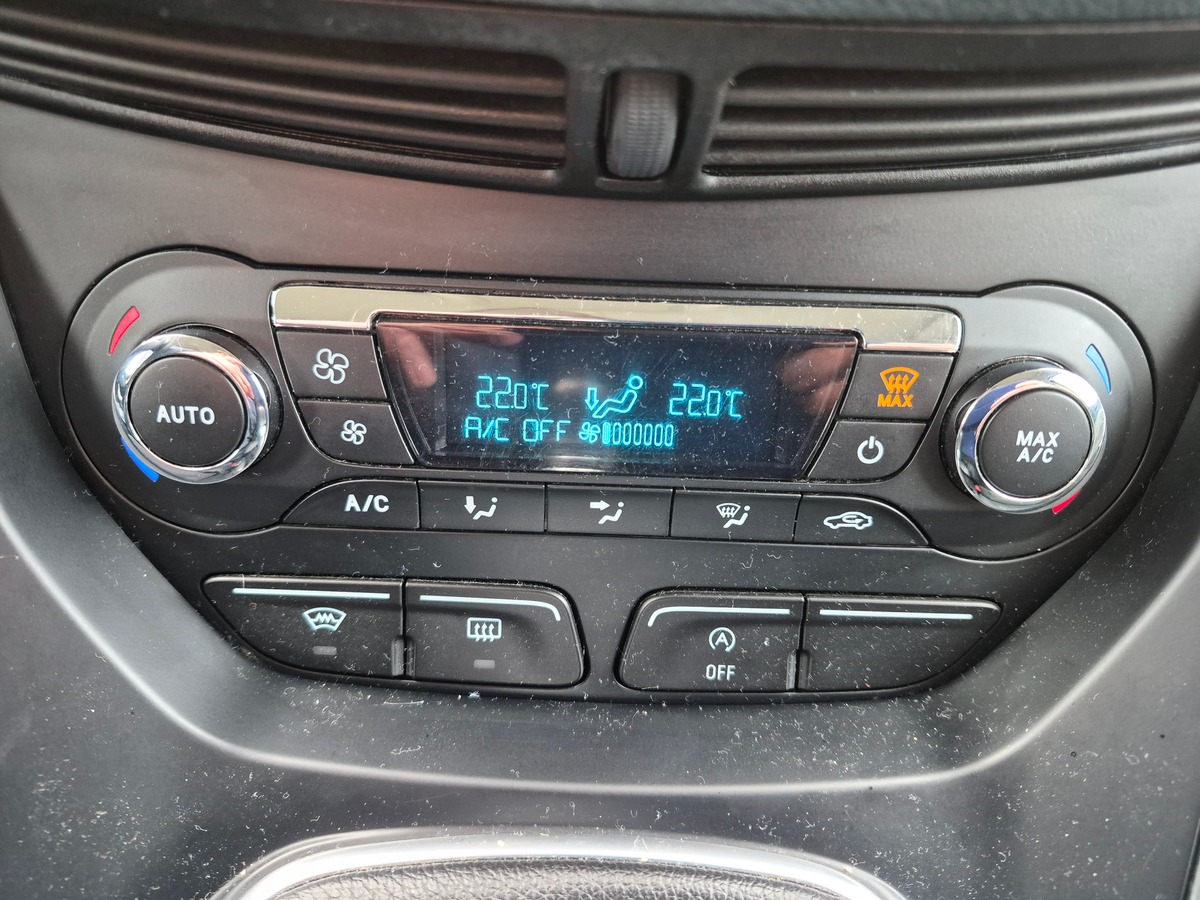 22.0°C 22.0°C
A/C OFF
AUTO
MAX
MAX
A/C
A/C
A
OFF